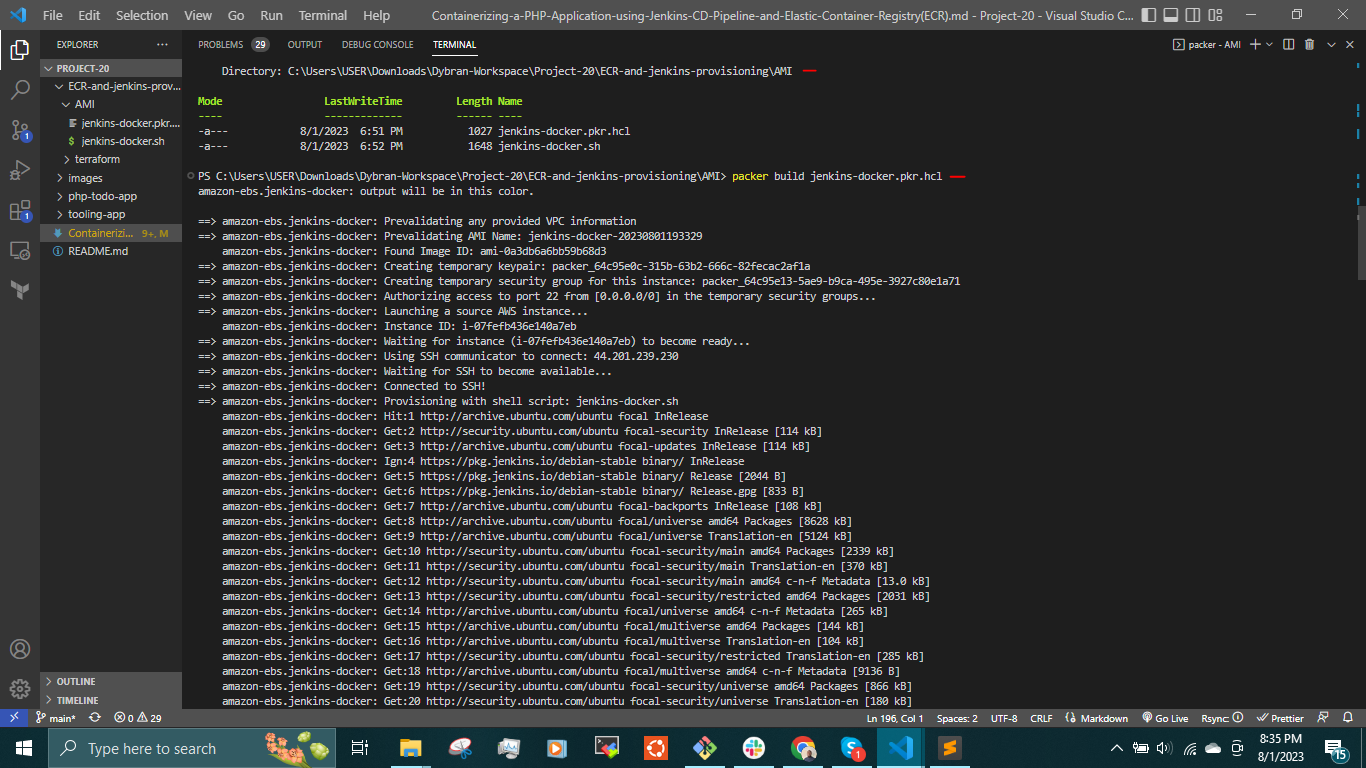 File Edit Selection View Go Run Terminal Help
Containerizing-a-PHP-Application-using-Jenkins-CD-Pipeline-and-Elastic-Container-Registry(ECR).md - Project-20 - Visual Studio C...
EXPLORER
PROJECT-20
ECR-and-jenkins-prov...
AMI
jenkins-docker.pkr....
$ jenkins-docker.sh
terraform
images
php-todo-app
tooling-app
Containerizi... 9+, M
README.md
OUTLINE
TIMELINE
1
1
PROBLEMS 29 OUTPUT DEBUG CONSOLE TERMINAL
packer - AMI
Directory: C:\Users\USER\Downloads\Dybran-Workspace\Project-20\ECR-and-jenkins-provisioning\AMI
Mode LastWriteTime Length Name
---- ------------- ------ ----
-a--- 8/1/2023 6:51 PM 1027 jenkins-docker.pkr.hcl
-a--- 8/1/2023 6:52 PM 1648 jenkins-docker.sh
PS C:\Users\USER\Downloads\Dybran-Workspace\Project-20\ECR-and-jenkins-provisioning\AMI> packer build jenkins-docker.pkr.hcl
amazon-ebs.jenkins-docker: output will be in this color.
==> amazon-ebs.jenkins-docker: Prevalidating any provided VPC information
==> amazon-ebs.jenkins-docker: Prevalidating AMI Name: jenkins-docker-20230801193329
amazon-ebs.jenkins-docker: Found Image ID: ami-0a3db6a6bb59b68d3
==> amazon-ebs.jenkins-docker: Creating temporary keypair: packer_64c95e0c-315b-63b2-666c-82fecac2af1a
==> amazon-ebs.jenkins-docker: Creating temporary security group for this instance: packer_64c95e13-5ae9-b9ca-495e-3927c80e1a71
==> amazon-ebs.jenkins-docker: Authorizing access to port 22 from [0.0.0.0/0] in the temporary security groups...
==> amazon-ebs.jenkins-docker: Launching a source AWS instance...
amazon-ebs.jenkins-docker: Instance ID: i-07fefb436e140a7eb
==> amazon-ebs.jenkins-docker: Waiting for instance (i-07fefb436e140a7eb) to become ready...
==> amazon-ebs.jenkins-docker: Using SSH communicator to connect: 44.201.239.230
==> amazon-ebs.jenkins-docker: Waiting for SSH to become available...
==> amazon-ebs.jenkins-docker: Connected to SSH!
==> amazon-ebs.jenkins-docker: Provisioning with shell script: jenkins-docker.sh
amazon-ebs.jenkins-docker: Hit:1 http://archive.ubuntu.com/ubuntu focal InRelease
amazon-ebs.jenkins-docker: Get:2 http://security.ubuntu.com/ubuntu focal-security InRelease [114 kB]
amazon-ebs.jenkins-docker: Get:3 http://archive.ubuntu.com/ubuntu focal-updates InRelease [114 kB]
amazon-ebs.jenkins-docker: Ign:4 https://pkg.jenkins.io/debian-stable binary/ InRelease
amazon-ebs.jenkins-docker: Get:5 https://pkg.jenkins.io/debian-stable binary/ Release [2044 B]
amazon-ebs.jenkins-docker: Get:6 https://pkg.jenkins.io/debian-stable binary/ Release.gpg [833 B]
amazon-ebs.jenkins-docker: Get:7 http://archive.ubuntu.com/ubuntu focal-backports InRelease [108 kB]
amazon-ebs.jenkins-docker: Get:8 http://archive.ubuntu.com/ubuntu focal/universe amd64 Packages [8628 kB]
amazon-ebs.jenkins-docker: Get:9 http://archive.ubuntu.com/ubuntu focal/universe Translation-en [5124 kB]
amazon-ebs.jenkins-docker: Get:10 http://security.ubuntu.com/ubuntu focal-security/main amd64 Packages [2339 kB]
amazon-ebs.jenkins-docker: Get:11 http://security.ubuntu.com/ubuntu focal-security/main Translation-en [370 kB]
amazon-ebs.jenkins-docker: Get:12 http://security.ubuntu.com/ubuntu focal-security/main amd64 c-n-f Metadata [13.0 kB]
amazon-ebs.jenkins-docker: Get:13 http://security.ubuntu.com/ubuntu focal-security/restricted amd64 Packages [2031 kB]
amazon-ebs.jenkins-docker: Get:14 http://archive.ubuntu.com/ubuntu focal/universe amd64 c-n-f Metadata [265 kB]
amazon-ebs.jenkins-docker: Get:15 http://archive.ubuntu.com/ubuntu focal/multiverse amd64 Packages [144 kB]
amazon-ebs.jenkins-docker: Get:16 http://archive.ubuntu.com/ubuntu focal/multiverse Translation-en [104 kB]
amazon-ebs.jenkins-docker: Get:17 http://security.ubuntu.com/ubuntu focal-security/restricted Translation-en [285 kB]
amazon-ebs.jenkins-docker: Get:18 http://archive.ubuntu.com/ubuntu focal/multiverse amd64 c-n-f Metadata [9136 B]
amazon-ebs.jenkins-docker: Get:19 http://security.ubuntu.com/ubuntu focal-security/universe amd64 Packages [866 kB]
amazon-ebs.jenkins-docker: Get:20 http://security.ubuntu.com/ubuntu focal-security/universe Translation-en [180 kB]
main* 0 29 Ln 196, Col 1 Spaces: 2 UTF-8 CRLF Markdown Go Live Rsync: Prettier
Type here to search
1
8:35 PM
8/1/2023
15